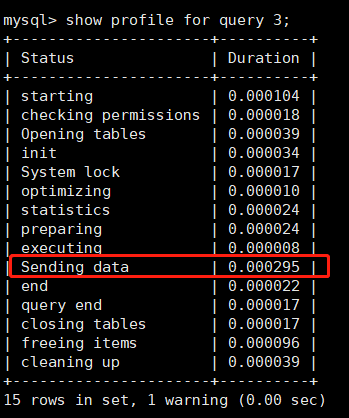 mysql> show profile for query 3;
+----------------------+----------+
| Status               | Duration |
+----------------------+----------+
| starting             | 0.000104 |
| checking permissions | 0.000018 |
| Opening tables       | 0.000039 |
| init                 | 0.000034 |
| System lock          | 0.000017 |
| optimizing           | 0.000010 |
| statistics           | 0.000024 |
| preparing            | 0.000024 |
| executing            | 0.000008 |
| Sending data         | 0.000295 |
| end                  | 0.000022 |
| query end            | 0.000017 |
| closing tables       | 0.000017 |
| freeing items        | 0.000096 |
| cleaning up          | 0.000039 |
+----------------------+----------+
15 rows in set, 1 warning (0.00 sec)